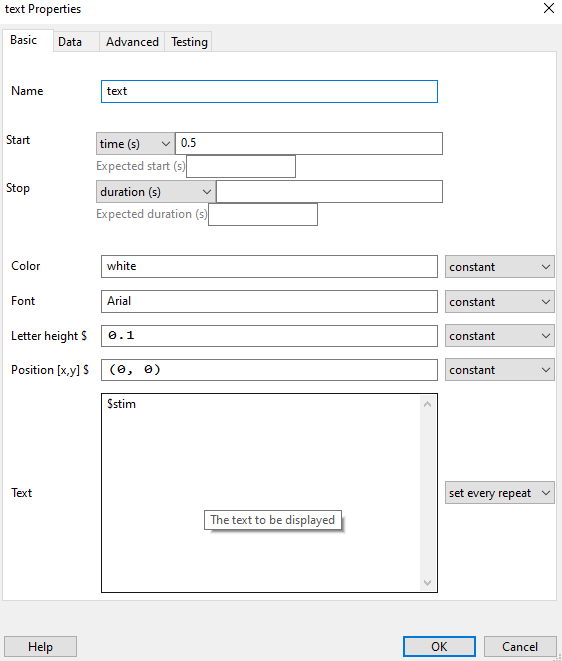 text Properties
Basic Data Advanced Testing
Name text
Start time (s) 0.5
Expected start (s)
Stop duration (s)
Expected duration (s)
Color white constant
Font Arial constant
Letter height $ 0.1 constant
Position [x,y] $ (0, 0) constant
$stim
Text set every repeat
The text to be displayed
Help OK Cancel